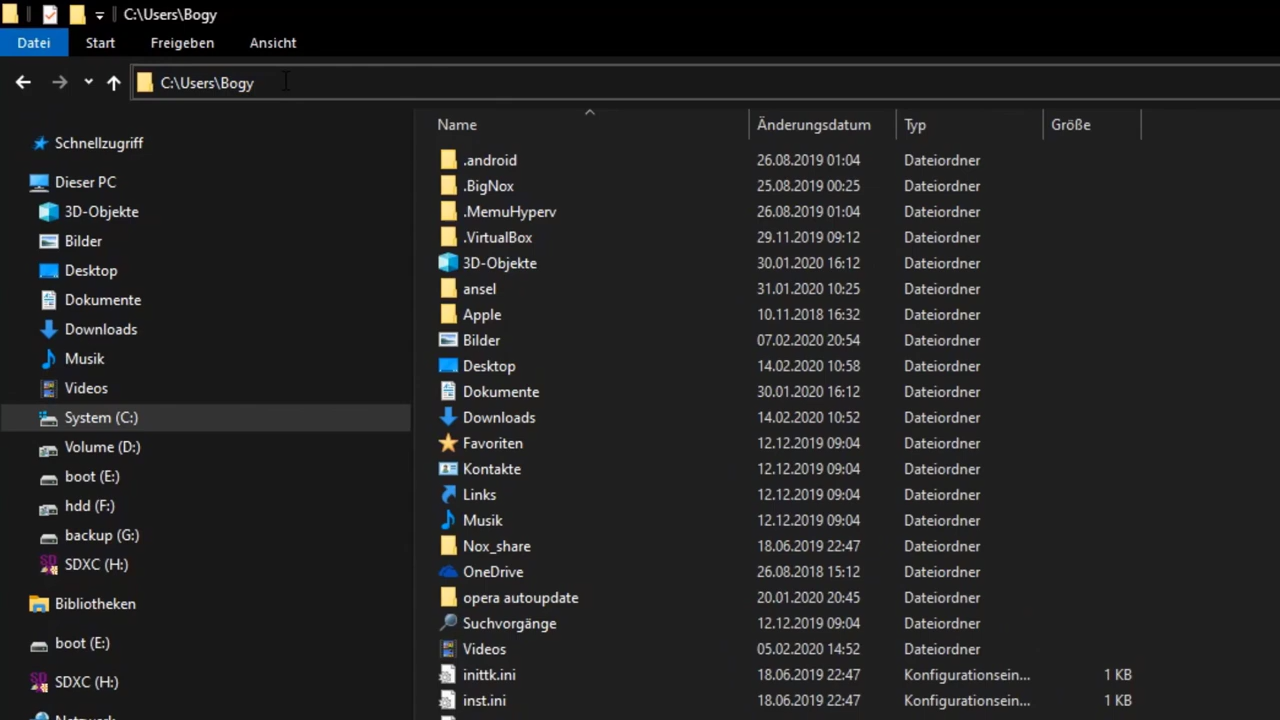 C:\Users\Bogy
Datei Start Freigeben Ansicht
C:\Users\Bogy
Schnellzugriff
Dieser PC
3D-Objekte
Bilder
Desktop
Dokumente
Downloads
Musik
Videos
System (C:)
Volume (D:)
boot (E:)
hdd (F:)
backup (G:)
SDXC (H:)
Bibliotheken
boot (E:)
SDXC (H:)
Netzwerk
Name Änderungsdatum Typ Größe
.android 26.08.2019 01:04 Dateiordner
.BigNox 25.08.2019 00:25 Dateiordner
.MemuHyperv 26.08.2019 01:04 Dateiordner
.VirtualBox 29.11.2019 09:12 Dateiordner
3D-Objekte 30.01.2020 16:12 Dateiordner
ansel 31.01.2020 10:25 Dateiordner
Apple 10.11.2018 16:32 Dateiordner
Bilder 07.02.2020 20:54 Dateiordner
Desktop 14.02.2020 10:58 Dateiordner
Dokumente 30.01.2020 16:12 Dateiordner
Downloads 14.02.2020 10:52 Dateiordner
Favoriten 12.12.2019 09:04 Dateiordner
Kontakte 12.12.2019 09:04 Dateiordner
Links 12.12.2019 09:04 Dateiordner
Musik 12.12.2019 09:04 Dateiordner
Nox_share 18.06.2019 22:47 Dateiordner
OneDrive 26.08.2018 15:12 Dateiordner
opera autoupdate 20.01.2020 20:45 Dateiordner
Suchvorgänge 12.12.2019 09:04 Dateiordner
Videos 05.02.2020 14:52 Dateiordner
inittk.ini 18.06.2019 22:47 Konfigurationsein... 1 KB
inst.ini 18.06.2019 22:47 Konfigurationsein... 1 KB